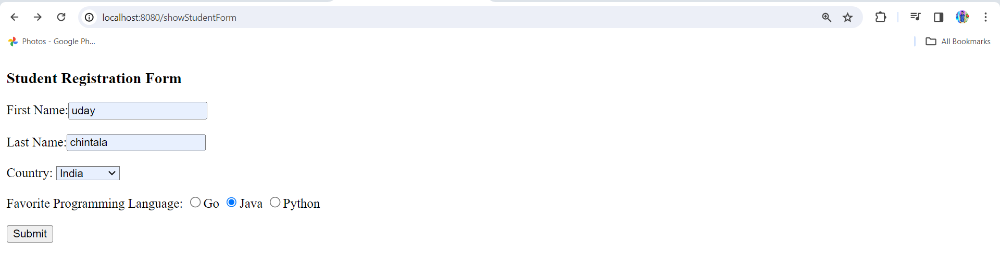 localhost:8080/showStudentForm
Photos - Google Ph...
All Bookmarks
Student Registration Form
First Name: uday
Last Name: chintala
Country: India
Favorite Programming Language: Go Java Python
Submit